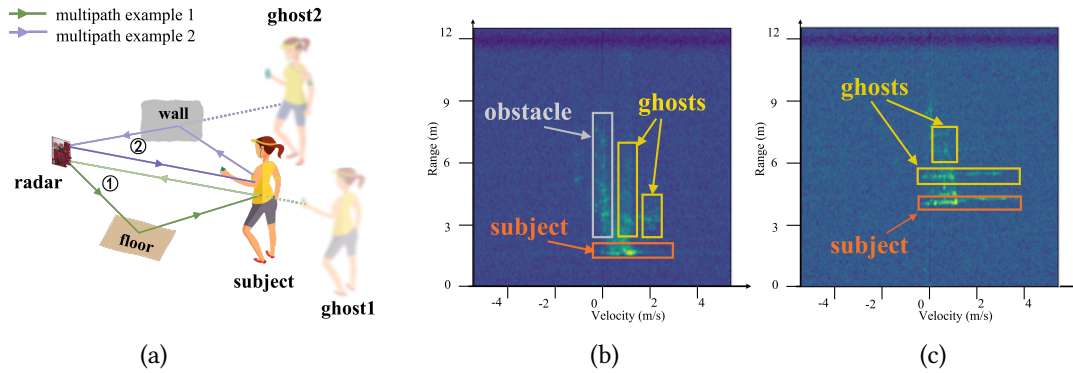 multipath example 1
multipath example 2
ghost2
wall
②
radar
①
floor
subject
ghost1
(a)
12
9
6
3
0
Range (m)
obstacle
ghosts
subject
-4
-2
0
2
4
Velocity (m/s)
(b)
12
9
6
3
0
Range (m)
ghosts
subject
-4
-2
0
2
4
Velocity (m/s)
(c)